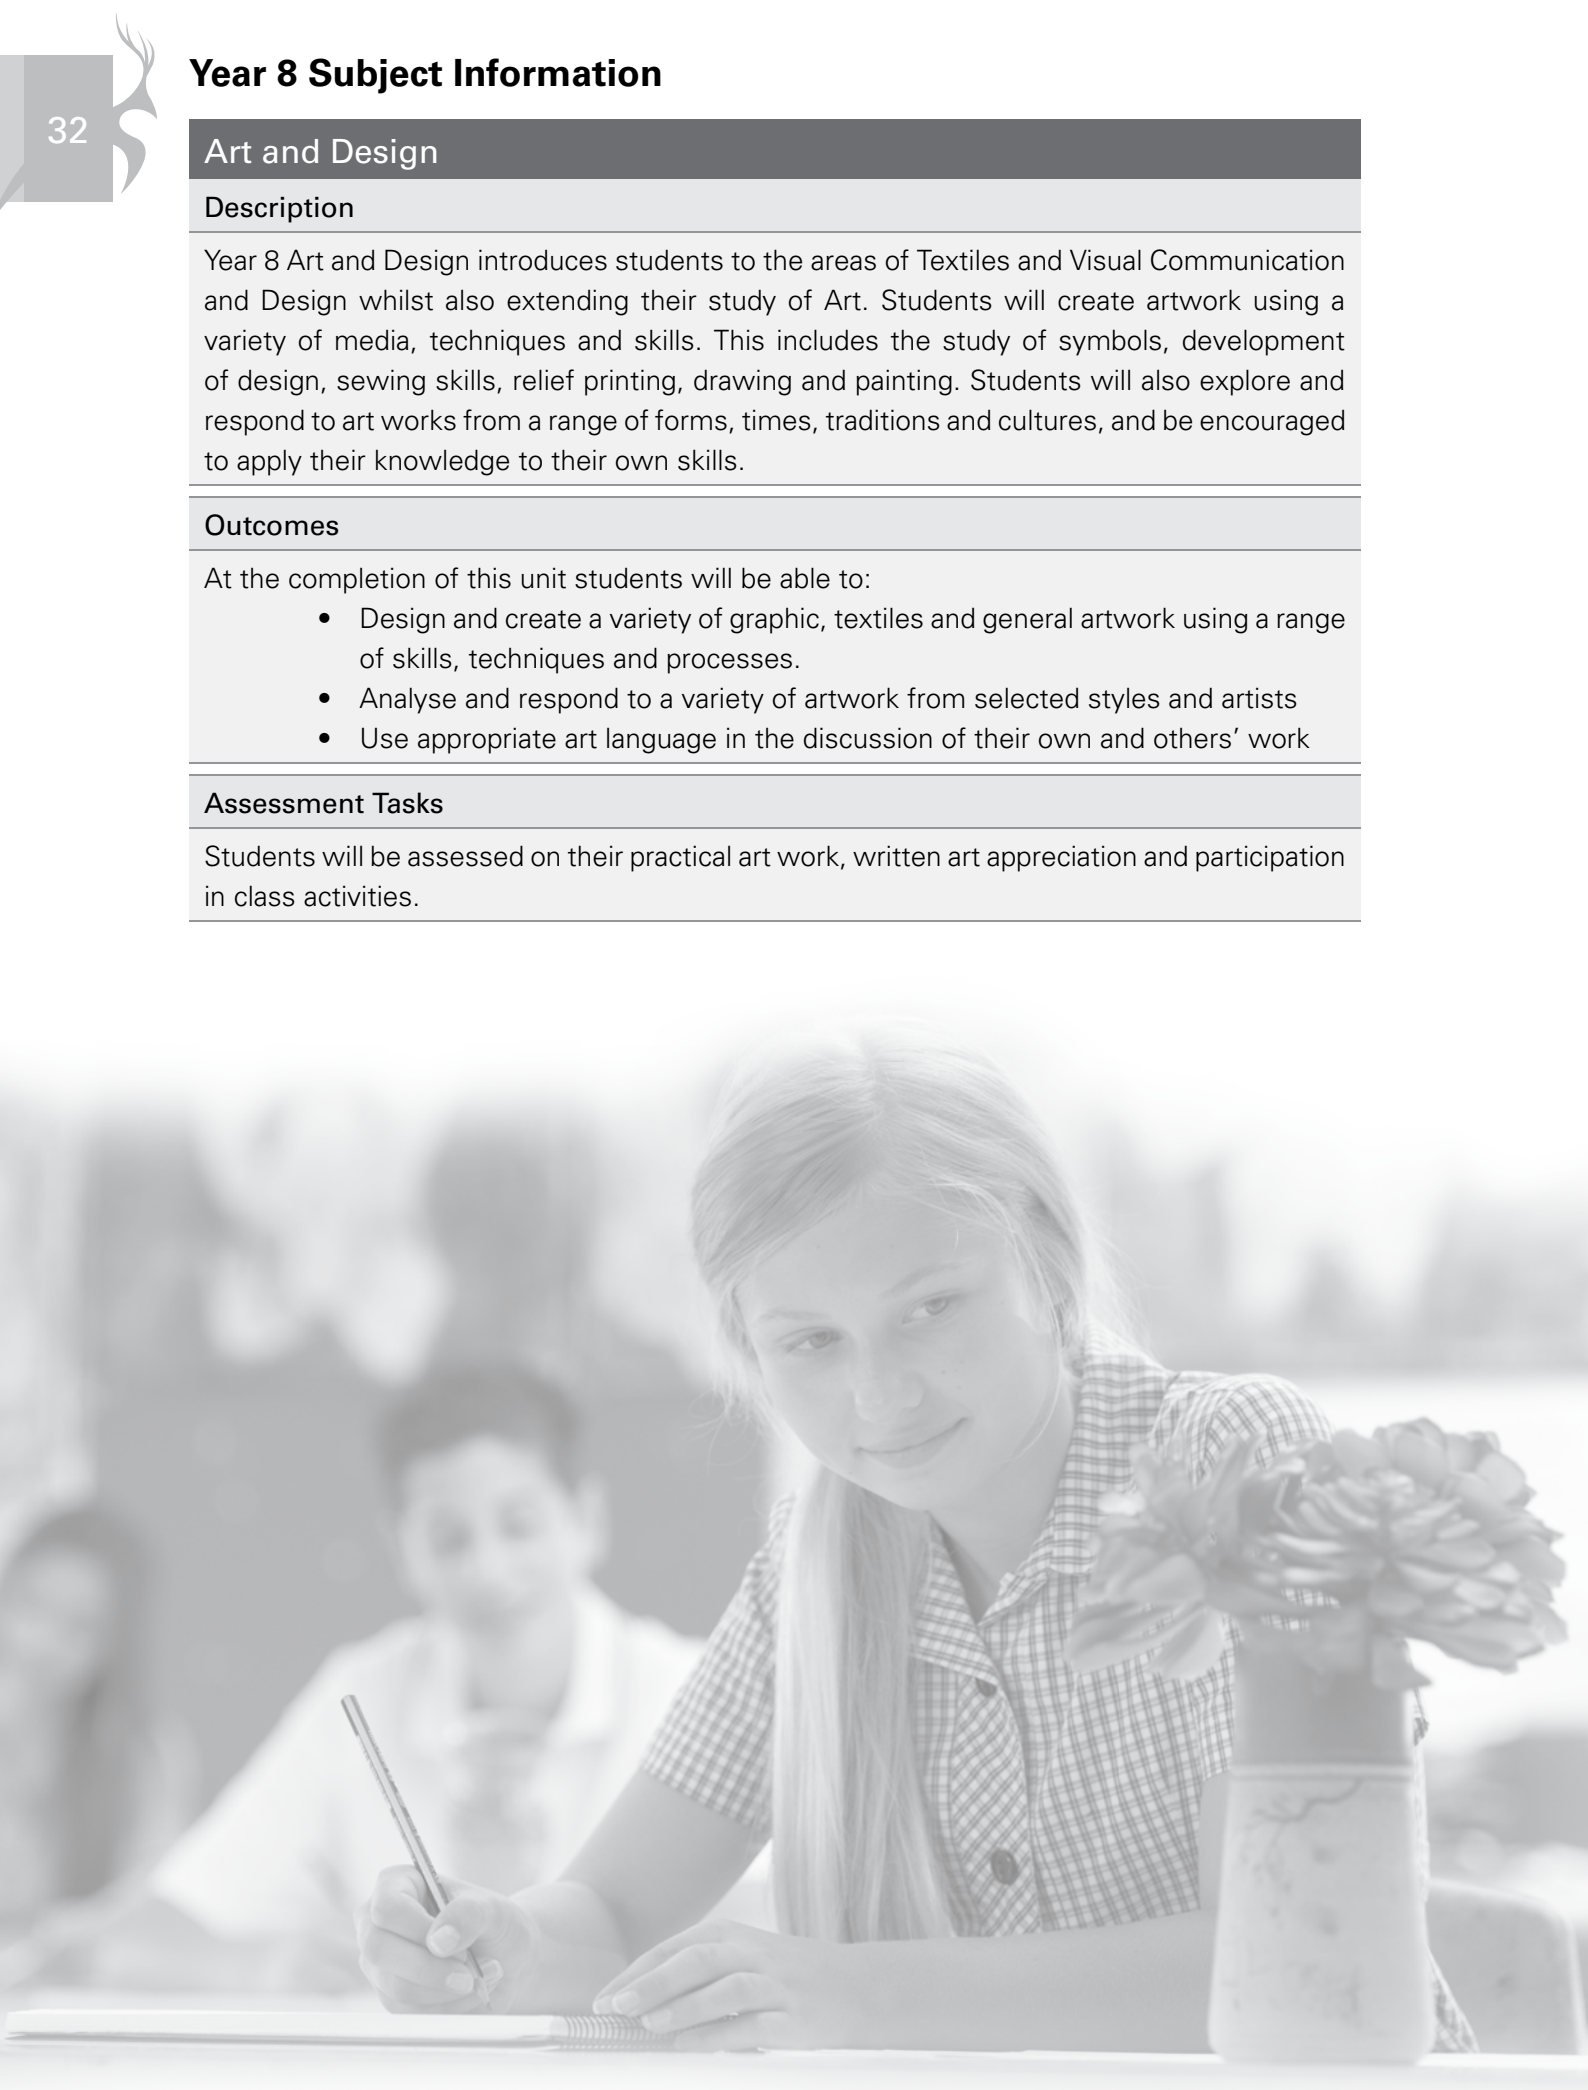 32
Year 8 Subject Information
Art and Design
Description
Year 8 Art and Design introduces students to the areas of Textiles and Visual Communication
and Design whilst also extending their study of Art. Students will create artwork using a
variety of media, techniques and skills. This includes the study of symbols, development
of design, sewing skills, relief printing, drawing and painting. Students will also explore and
respond to art works from a range of forms, times, traditions and cultures, and be encouraged
to apply their knowledge to their own skills.
Outcomes
At the completion of this unit students will be able to:
• Design and create a variety of graphic, textiles and general artwork using a range
of skills, techniques and processes.
• Analyse and respond to a variety of artwork from selected styles and artists
• Use appropriate art language in the discussion of their own and others’ work
Assessment Tasks
Students will be assessed on their practical art work, written art appreciation and participation
in class activities.